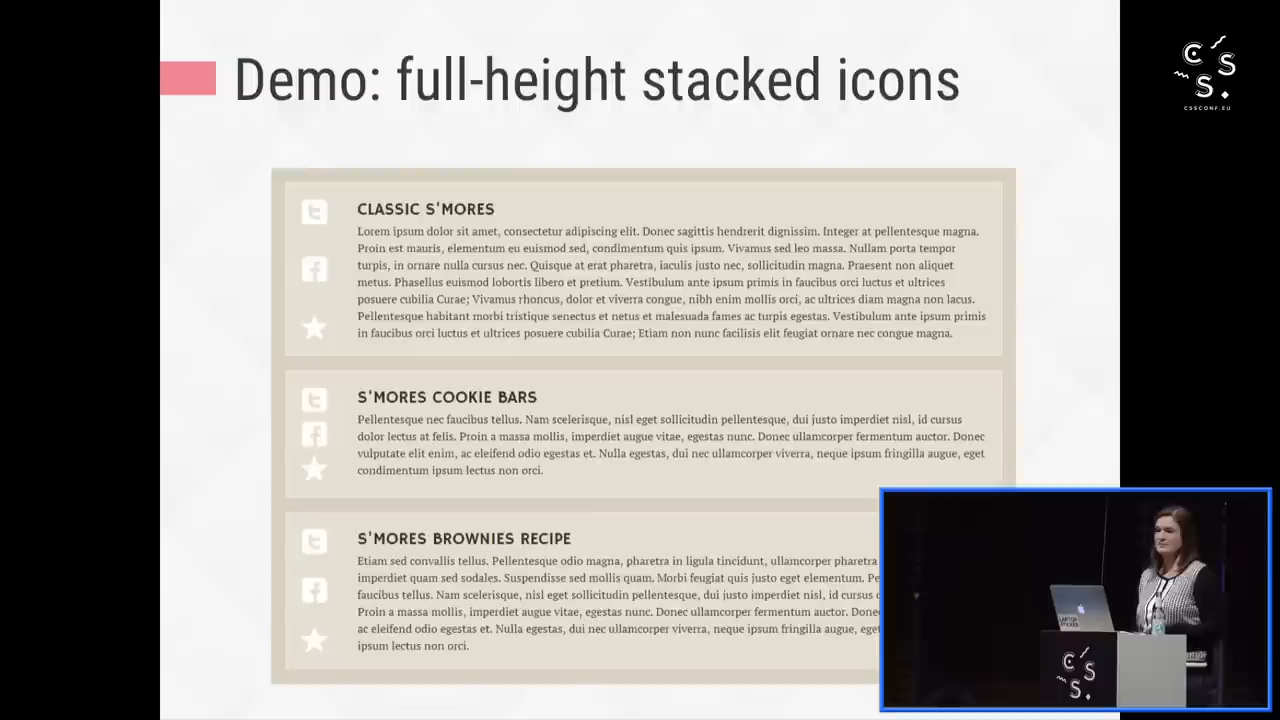 Demo: full-height stacked icons
CSS.
CSSCONF.EU
CLASSIC S'MORES
Lorem ipsum dolor sit amet, consectetur adipiscing elit. Donec sagittis hendrerit dignissim. Integer at pellentesque magna.
Proin est mauris, elementum eu euismod sed, condimentum quis ipsum. Vivamus sed leo massa. Nullam porta tempor
turpis, in ornare nulla cursus nec. Quisque at erat pharetra, iaculis justo nec, sollicitudin magna. Praesent non aliquet
metus. Phasellus euismod lobortis libero et pretium. Vestibulum ante ipsum primis in faucibus orci luctus et ultrices
posuere cubilia Curae; Vivamus rhoncus, dolor et viverra congue, nibh enim mollis orci, ac ultrices diam magna non lacus.
Pellentesque habitant morbi tristique senectus et netus et malesuada fames ac turpis egestas. Vestibulum ante ipsum primis
in faucibus orci luctus et ultrices posuere cubilia Curae; Etiam non nunc facilisis elit feugiat ornare nec congue magna.
S'MORES COOKIE BARS
Pellentesque nec faucibus tellus. Nam scelerisque, nisl eget sollicitudin pellentesque, dui justo imperdiet nisl, id cursus
dolor lectus at felis. Proin a massa mollis, imperdiet augue vitae, egestas nunc. Donec ullamcorper fermentum auctor. Donec
vulputate elit enim, ac eleifend odio egestas et. Nulla egestas, dui nec ullamcorper viverra, neque ipsum fringilla augue, eget
condimentum ipsum lectus non orci.
S'MORES BROWNIES RECIPE
Etiam sed convallis tellus. Pellentesque odio magna, pharetra in ligula tincidunt, ullamcorper pharetra
imperdiet quam sed sodales. Suspendisse sed mollis quam. Morbi feugiat quis justo eget elementum. Pe
faucibus tellus. Nam scelerisque, nisl eget sollicitudin pellentesque, dui justo imperdiet nisl, id cursus d
Proin a massa mollis, imperdiet augue vitae, egestas nunc. Donec ullamcorper fermentum auctor. Done
ac eleifend odio egestas et. Nulla egestas, dui nec ullamcorper viverra, neque ipsum fringilla augue, eget
ipsum lectus non orci.
CSS.